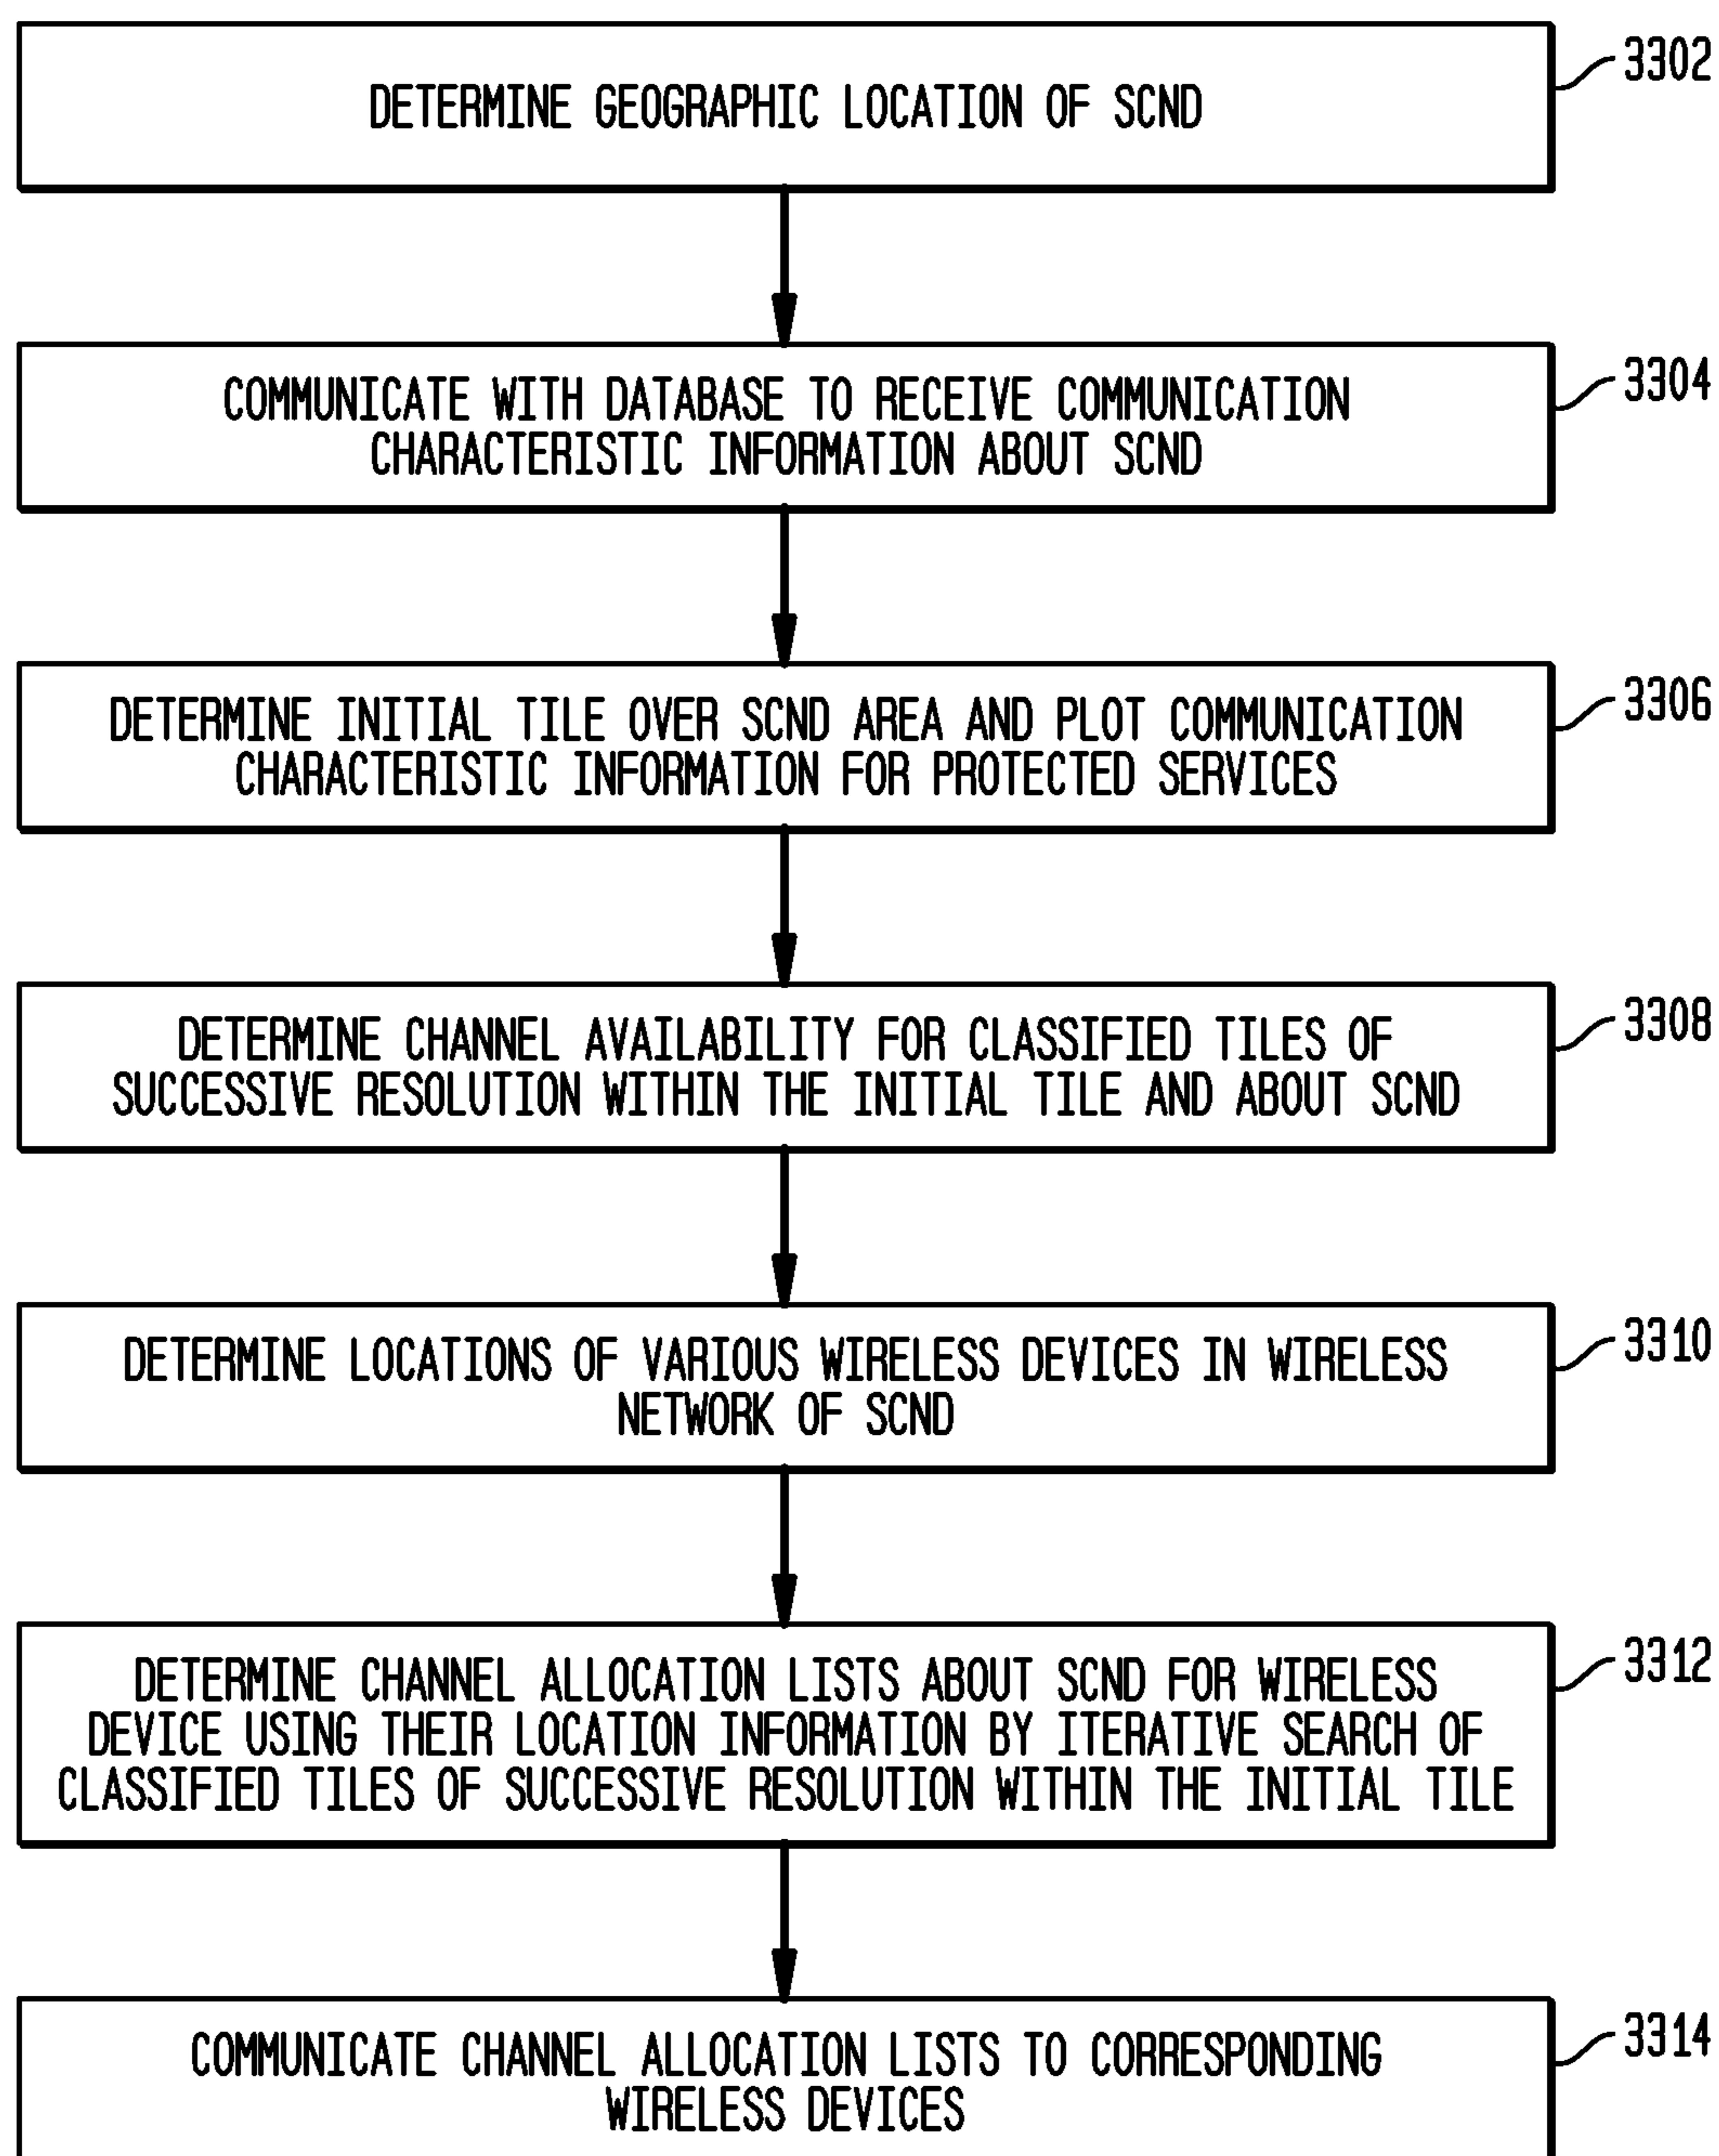 DETERMINE GEOGRAPHIC LOCATION OF SCND
3302
COMMUNICATE WITH DATABASE TO RECEIVE COMMUNICATION
CHARACTERISTIC INFORMATION ABOUT SCND
3304
DETERMINE INITIAL TILE OVER SCND AREA AND PLOT COMMUNICATION
CHARACTERISTIC INFORMATION FOR PROTECTED SERVICES
3306
DETERMINE CHANNEL AVAILABILITY FOR CLASSIFIED TILES OF
SUCCESSIVE RESOLUTION WITHIN THE INITIAL TILE AND ABOUT SCND
3308
DETERMINE LOCATIONS OF VARIOUS WIRELESS DEVICES IN WIRELESS
NETWORK OF SCND
3310
DETERMINE CHANNEL ALLOCATION LISTS ABOUT SCND FOR WIRELESS
DEVICE USING THEIR LOCATION INFORMATION BY ITERATIVE SEARCH OF
CLASSIFIED TILES OF SUCCESSIVE RESOLUTION WITHIN THE INITIAL TILE
3312
COMMUNICATE CHANNEL ALLOCATION LISTS TO CORRESPONDING
WIRELESS DEVICES
3314